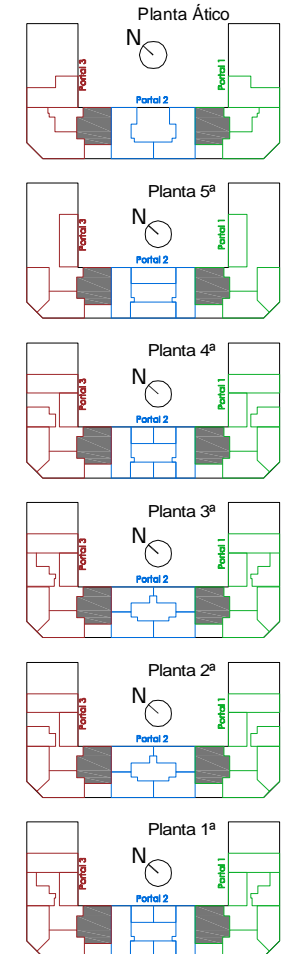 Planta Ático
N
Portal 3
Portal 1
Portal 2
Planta 5ª
N
Portal 3
Portal 1
Portal 2
Planta 4ª
N
Portal 3
Portal 1
Portal 2
Planta 3ª
N
Portal 3
Portal 1
Portal 2
Planta 2ª
N
Portal 3
Portal 1
Portal 2
Planta 1ª
N
Portal 3
Portal 1
Portal 2